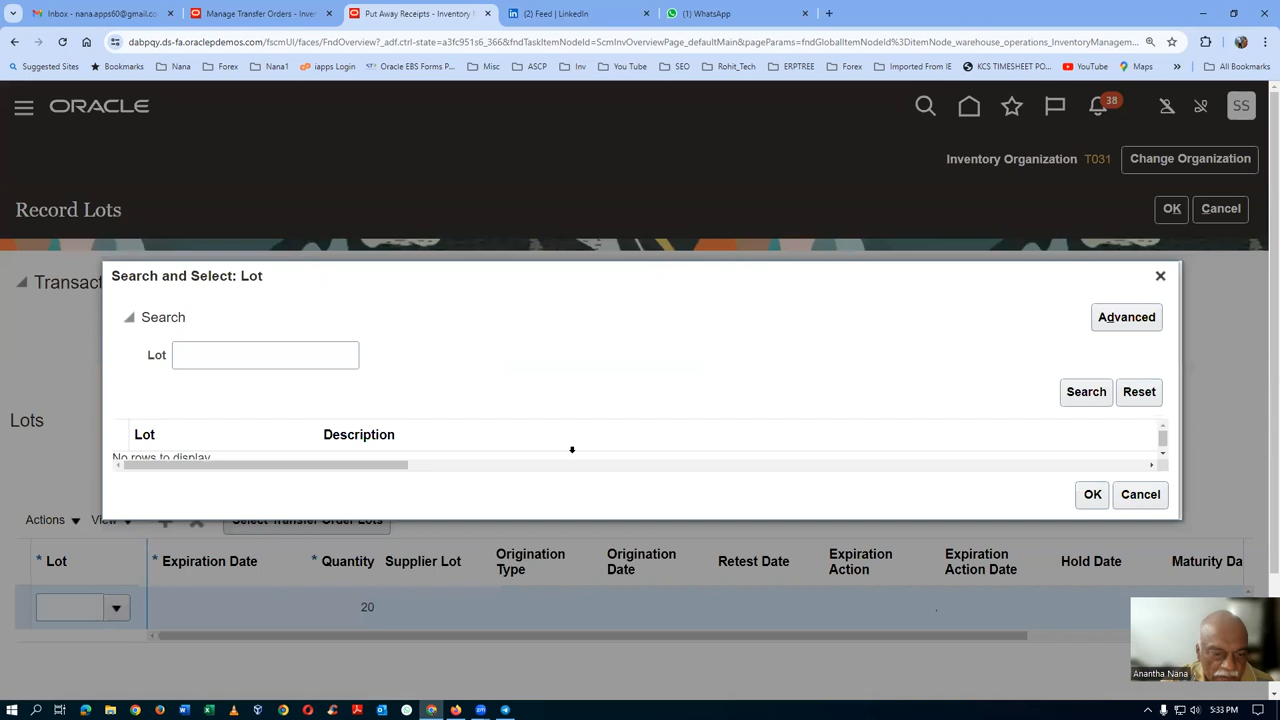 Inbox - nana.apps60@gmail.co
Manage Transfer Orders - Inver
Put Away Receipts - Inventory M
(2) Feed | LinkedIn
(1) WhatsApp
dabpqy.ds-fa.oraclepdemos.com/fscmUI/faces/FndOverview?_adf.ctrl-state=a3fc951s6_366&fndTaskItemNodeId=ScmInvOverviewPage_defaultMain&pageParams=fndGlobalItemNodeId%3DitemNode_warehouse_operations_InventoryManagem...
Suggested Sites
Bookmarks
Nana
Forex
Nana1
iapps Login
Oracle EBS Forms P...
Misc
ASCP
Inv
You Tube
SEO
Rohit_Tech
ERPTREE
Forex
Imported From IE
KCS TIMESHEET PO...
YouTube
Maps
»
All Bookmarks
ORACLE
38
SS
Inventory Organization T031
Change Organization
Record Lots
OK
Cancel
Transact
Search and Select: Lot
Search
Advanced
Lot
Search
Reset
Lots
Lot
Description
No rows to display
OK
Cancel
Actions
View
Select Transfer Order Lots
* Lot
* Expiration Date
* Quantity
Supplier Lot
Origination Type
Origination Date
Retest Date
Expiration Action
Expiration Action Date
Hold Date
Maturity Da
20
Anantha Nana
5:33 PM